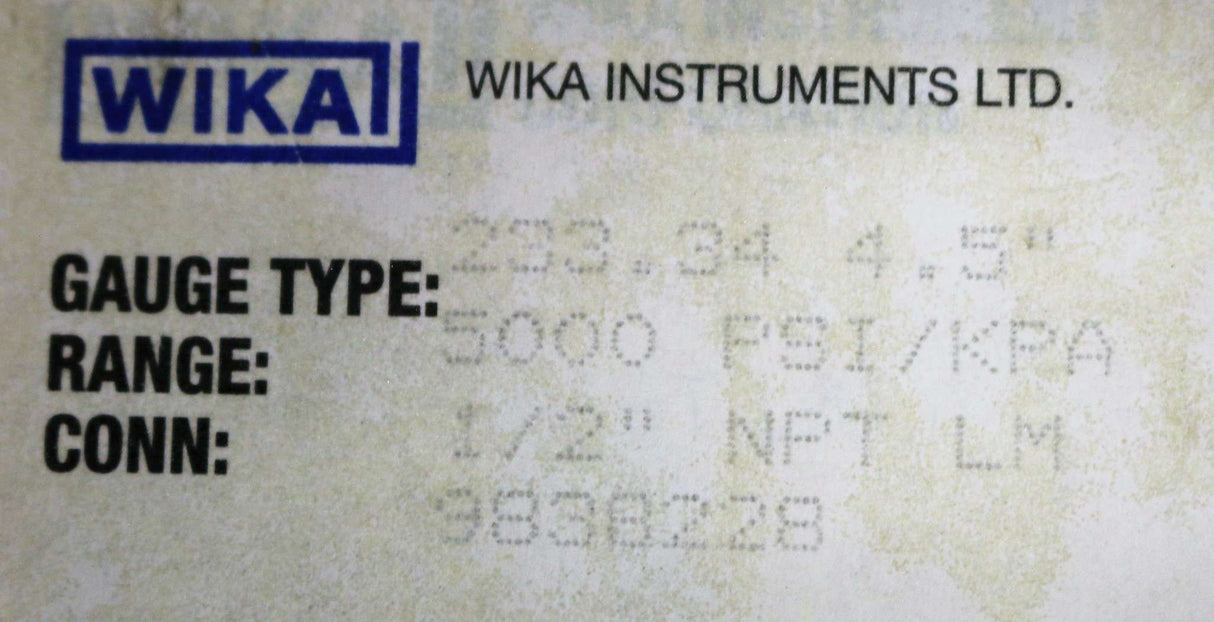 WIKA
WIKA INSTRUMENTS LTD.
GAUGE TYPE: 233.34 4.5"
RANGE: 5000 PSI/KPA
CONN: 1/2" NPT LM
9838228